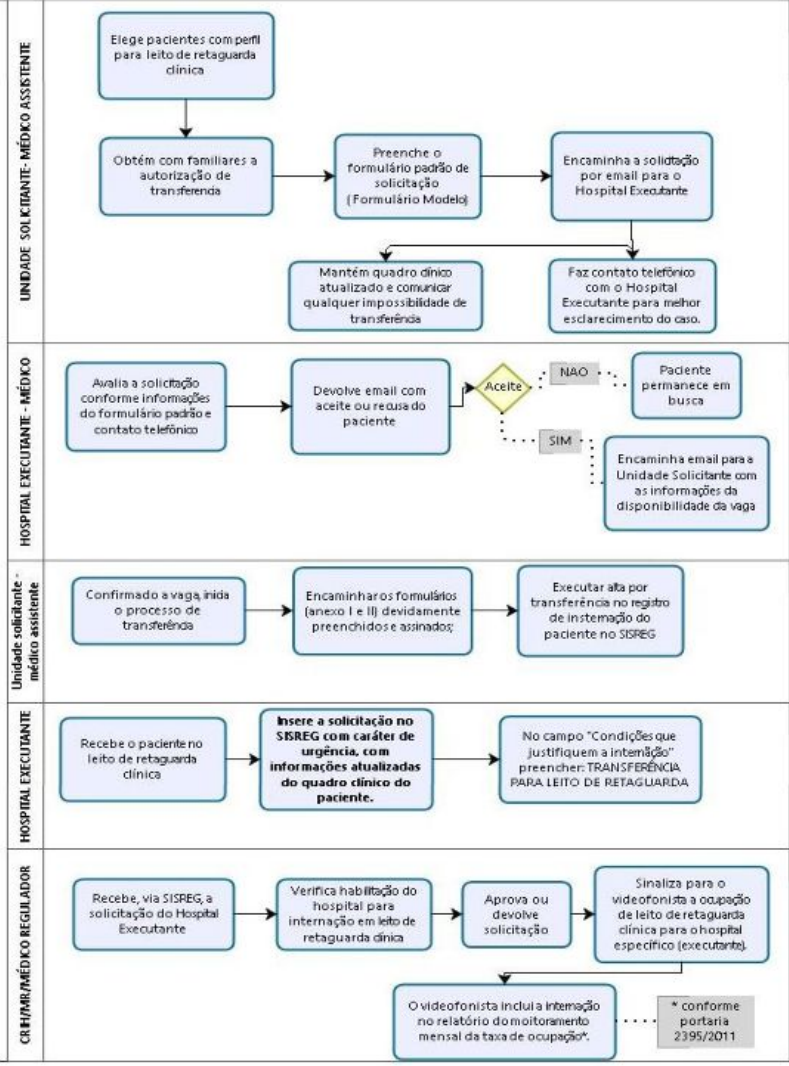 UNIDADE SOLICITANTE- MÉDICO ASSISTENTE
Elege pacientes com perfil
para leito de retaguarda
clínica
Obtém com familiares a
autorização de
transferencia
Preenche o
formulário padrão de
solicitação
(Formulário Modelo)
Encaminha a solicitação
por email para o
Hospital Executante
Mantém quadro clínico
atualizado e comunicar
qualquer impossibilidade de
transferência
Faz contato telefônico
com o Hospital
Executante para melhor
esclarecimento do caso.
HOSPITAL EXECUTANTE - MÉDICO
Avalia a solicitação
conforme informações
do formulário padrão e
contato telefônico
Devolve email com
aceite ou recusa do
paciente
Aceite
NAO
Paciente
permanece em
busca
SIM
Encaminha email para a
Unidade Solicitante com
as informações da
disponibilidade da vaga
Unidade solicitante -
médico assistente
Confirmado a vaga, inicia
o processo de
transferência
Encaminhar os formulários
(anexo I e II) devidamente
preenchidos e assinados;
Executar alta por
transferência no registro
de insternação do
paciente no SISREG
HOSPITAL EXECUTANTE
Recebe o paciente no
leito de retaguarda
clínica
Insere a solicitação no
SISREG com caráter de
urgência, com
informações atualizadas
do quadro clínico do
paciente.
No campo "Condições que
justifiquem a internção"
preencher: TRANSFERÊNCIA
PARA LEITO DE RETAGUARDA
CRIH/MR/MÉDICO REGULADOR
Recebe, via SISREG, a
solicitação do Hospital
Executante
Verifica habilitação do
hospital para
internação em leito de
retaguarda clínica
Aprova ou
devolve
solicitação
Sinaliza para o
videofonista a ocupação
de leito de retaguarda
clínica para o hospital
específico (executante).
O videofonista inclui a internação
no relatório do moitoramento
mensal da taxa de ocupação*.
* conforme
portaria
2395/2011